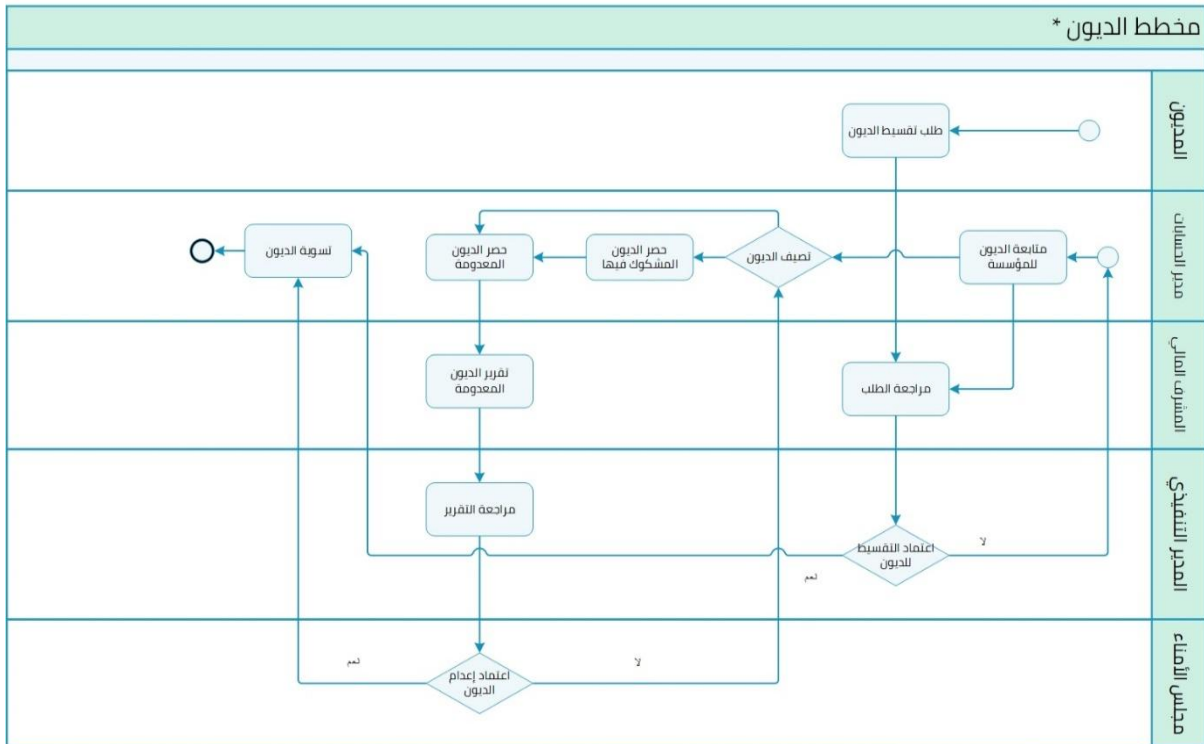 مخطط الديون *
المديون
طلب تقسيط الديون
مدير الحسابات
متابعة الديون
للمؤسسة
تصيف الديون
حصر الديون
المشكوك فيها
حصر الديون
المعدومة
تسوية الديون
المشرف المالي
مراجعة الطلب
تقرير الديون
المعدومة
المدير التنفيذي
مراجعة التقرير
اعتماد التقسيط
للديون
لا
نعم
مجلس الأمناء
اعتماد إعدام
الديون
لا
نعم